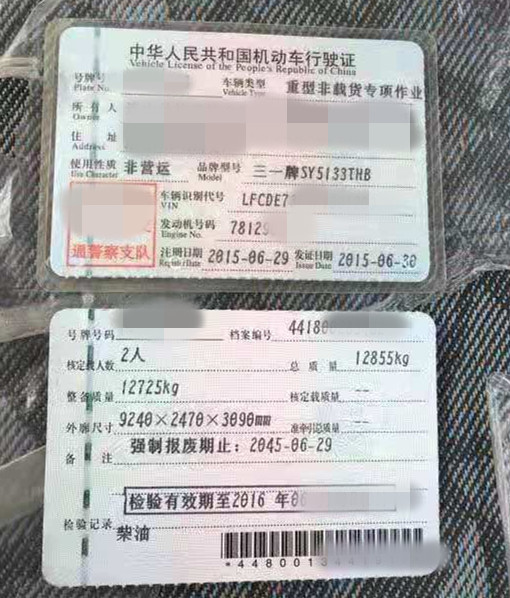 中华人民共和国机动车行驶证
Vehicle License of the People's Republic of China
号牌号
Plate No.
车辆类型 重型非载货专项作业
Vehicle Type
所有人
Owner
住 址
Address
使用性质 非营运 品牌型号 三一牌SY5133THB
Use Character Model
车辆识别代号 LFCDE7
VIN
发动机号码 7812
Engine No.
通警察支队
注册日期 2015-06-29 发证日期 2015-06-30
Register Date Issue Date
号牌号码 档案编号 4418
核定载人数 2人 总质量 12855kg
整备质量 12725kg 核定载质量 --
外廓尺寸 9240×2470×3090mm 准牵引总质量 --
备 注 强制报废期止：2045-06-29
检验有效期至2016 年0
检验记录
柴油
*4480013